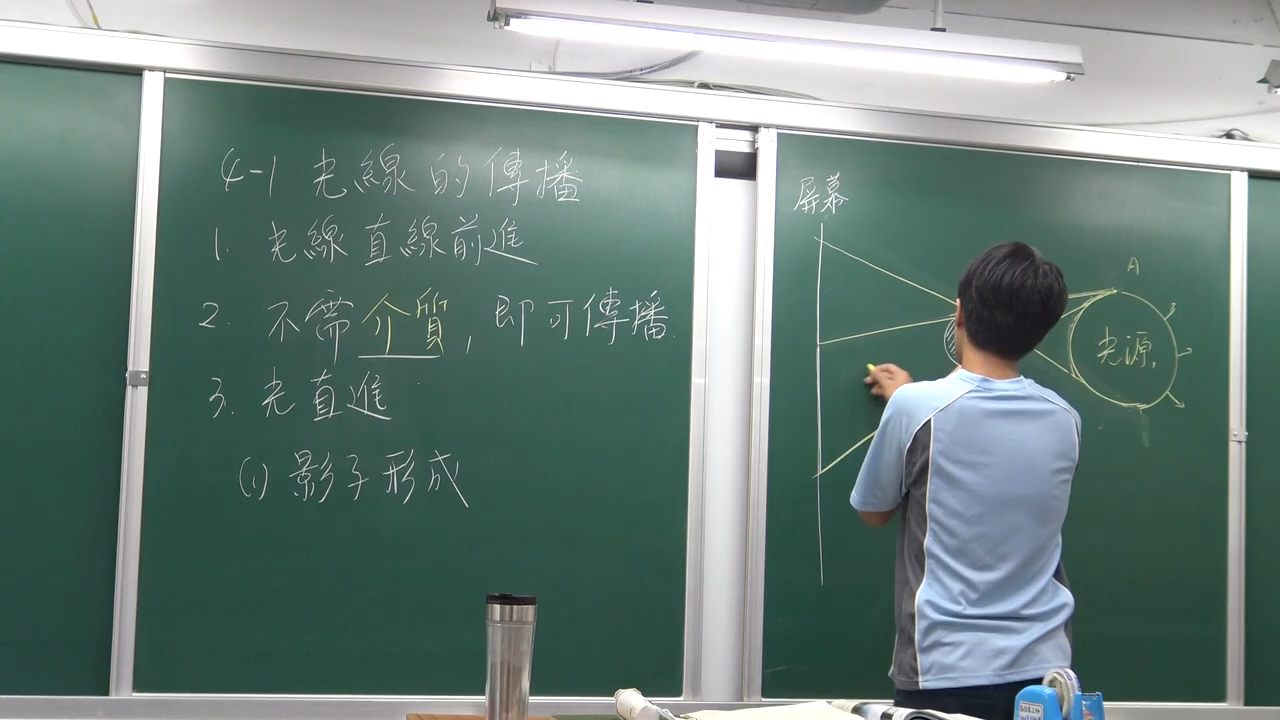 4-1 光線的傳播
1. 光線直線前進
2. 不需介質，即可傳播.
3. 光直進
(1) 影子形成
屏幕
A
光源